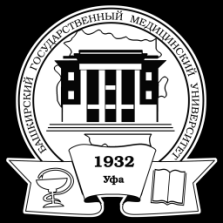 БАШКИРСКИЙ ГОСУДАРСТВЕННЫЙ МЕДИЦИНСКИЙ УНИВЕРСИТЕТ
1932
Уфа